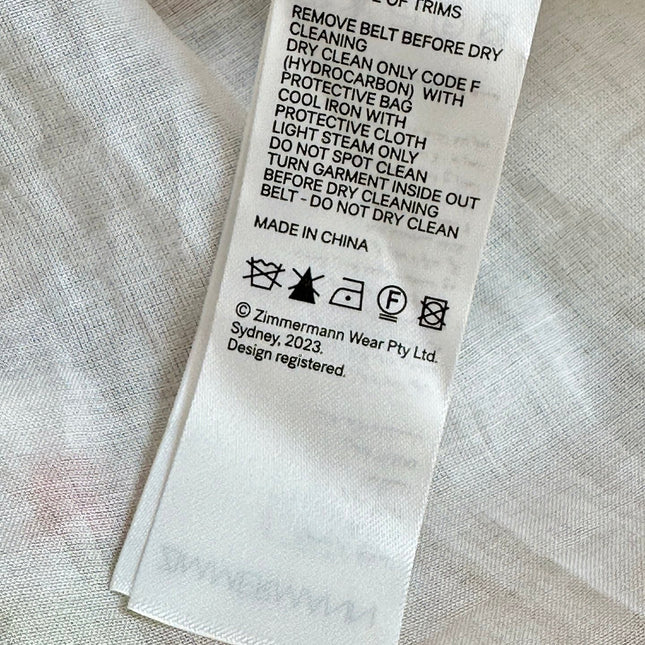 OF TRIMS
REMOVE BELT BEFORE DRY
CLEANING
DRY CLEAN ONLY CODE F
(HYDROCARBON) WITH
PROTECTIVE BAG
COOL IRON WITH
PROTECTIVE CLOTH
LIGHT STEAM ONLY
DO NOT SPOT CLEAN
TURN GARMENT INSIDE OUT
BEFORE DRY CLEANING
BELT - DO NOT DRY CLEAN
MADE IN CHINA
F
© Zimmermann Wear Pty Ltd.
Sydney, 2023.
Design registered.